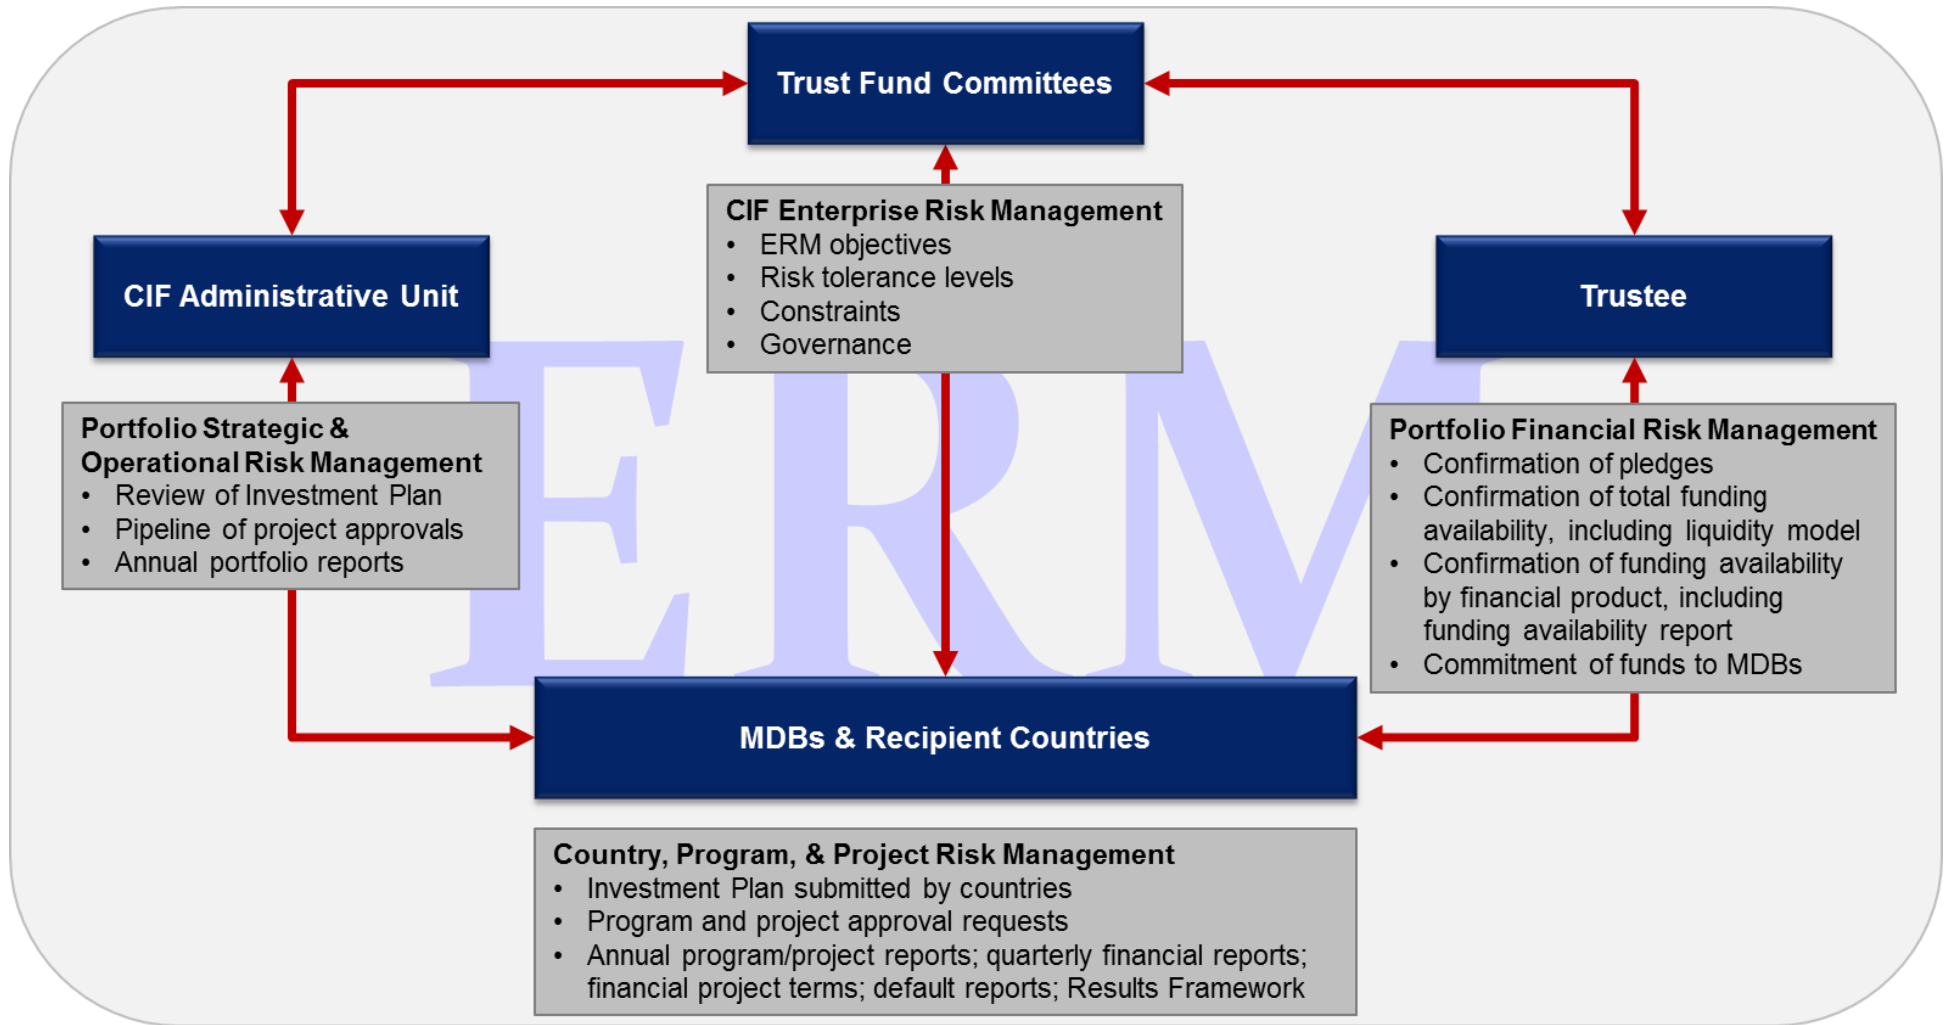 Trust Fund Committees
CIF Enterprise Risk Management
• ERM objectives
• Risk tolerance levels
• Constraints
• Governance
CIF Administrative Unit
Trustee
ERM
Portfolio Strategic &
Operational Risk Management
• Review of Investment Plan
• Pipeline of project approvals
• Annual portfolio reports
Portfolio Financial Risk Management
• Confirmation of pledges
• Confirmation of total funding
availability, including liquidity model
• Confirmation of funding availability
by financial product, including
funding availability report
• Commitment of funds to MDBs
MDBs & Recipient Countries
Country, Program, & Project Risk Management
• Investment Plan submitted by countries
• Program and project approval requests
• Annual program/project reports; quarterly financial reports;
financial project terms; default reports; Results Framework